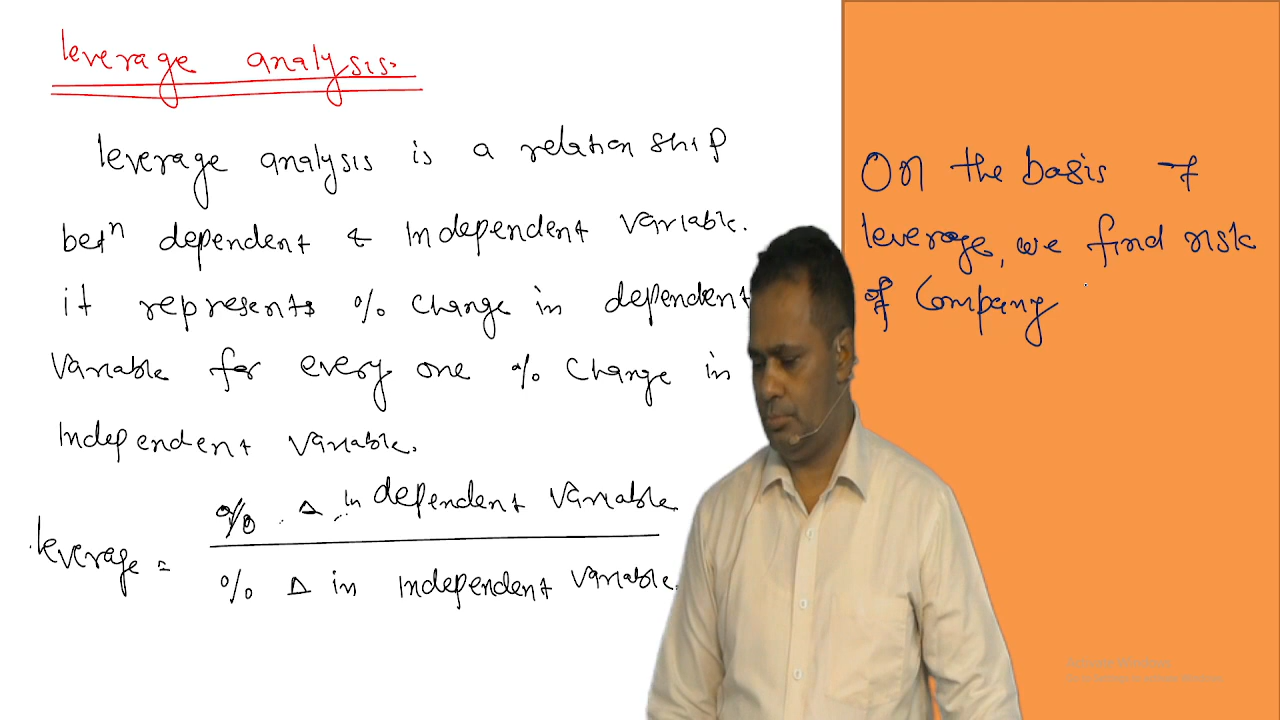 leverage analysis.
leverage analysis is a relationship
betⁿ dependent & Independent variable.
it represents % change in dependent
variable for every one % change in
Independent variable.
leverage = % Δ in dependent variable
% Δ in Independent variable.
On the basis of
leverage, we find risk
of Company